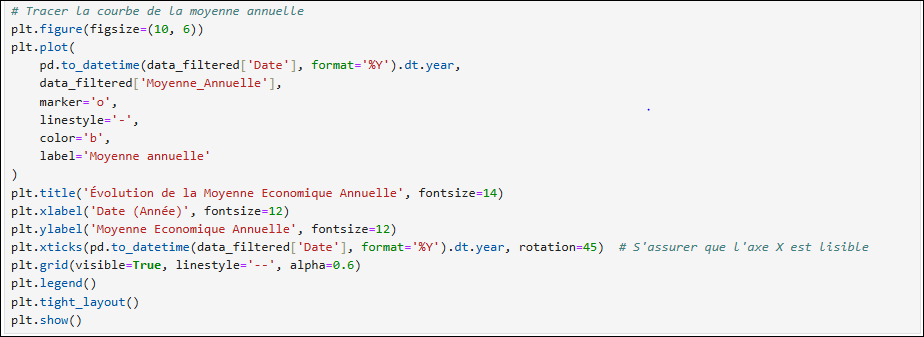 # Tracer la courbe de la moyenne annuelle
plt.figure(figsize=(10, 6))
plt.plot(
    pd.to_datetime(data_filtered['Date'], format='%Y').dt.year,
    data_filtered['Moyenne_Annuelle'],
    marker='o',
    linestyle='-',
    color='b',
    label='Moyenne annuelle'
)
plt.title('Évolution de la Moyenne Economique Annuelle', fontsize=14)
plt.xlabel('Date (Année)', fontsize=12)
plt.ylabel('Moyenne Economique Annuelle', fontsize=12)
plt.xticks(pd.to_datetime(data_filtered['Date'], format='%Y').dt.year, rotation=45)  # S'assurer que l'axe X est lisible
plt.grid(visible=True, linestyle='--', alpha=0.6)
plt.legend()
plt.tight_layout()
plt.show()